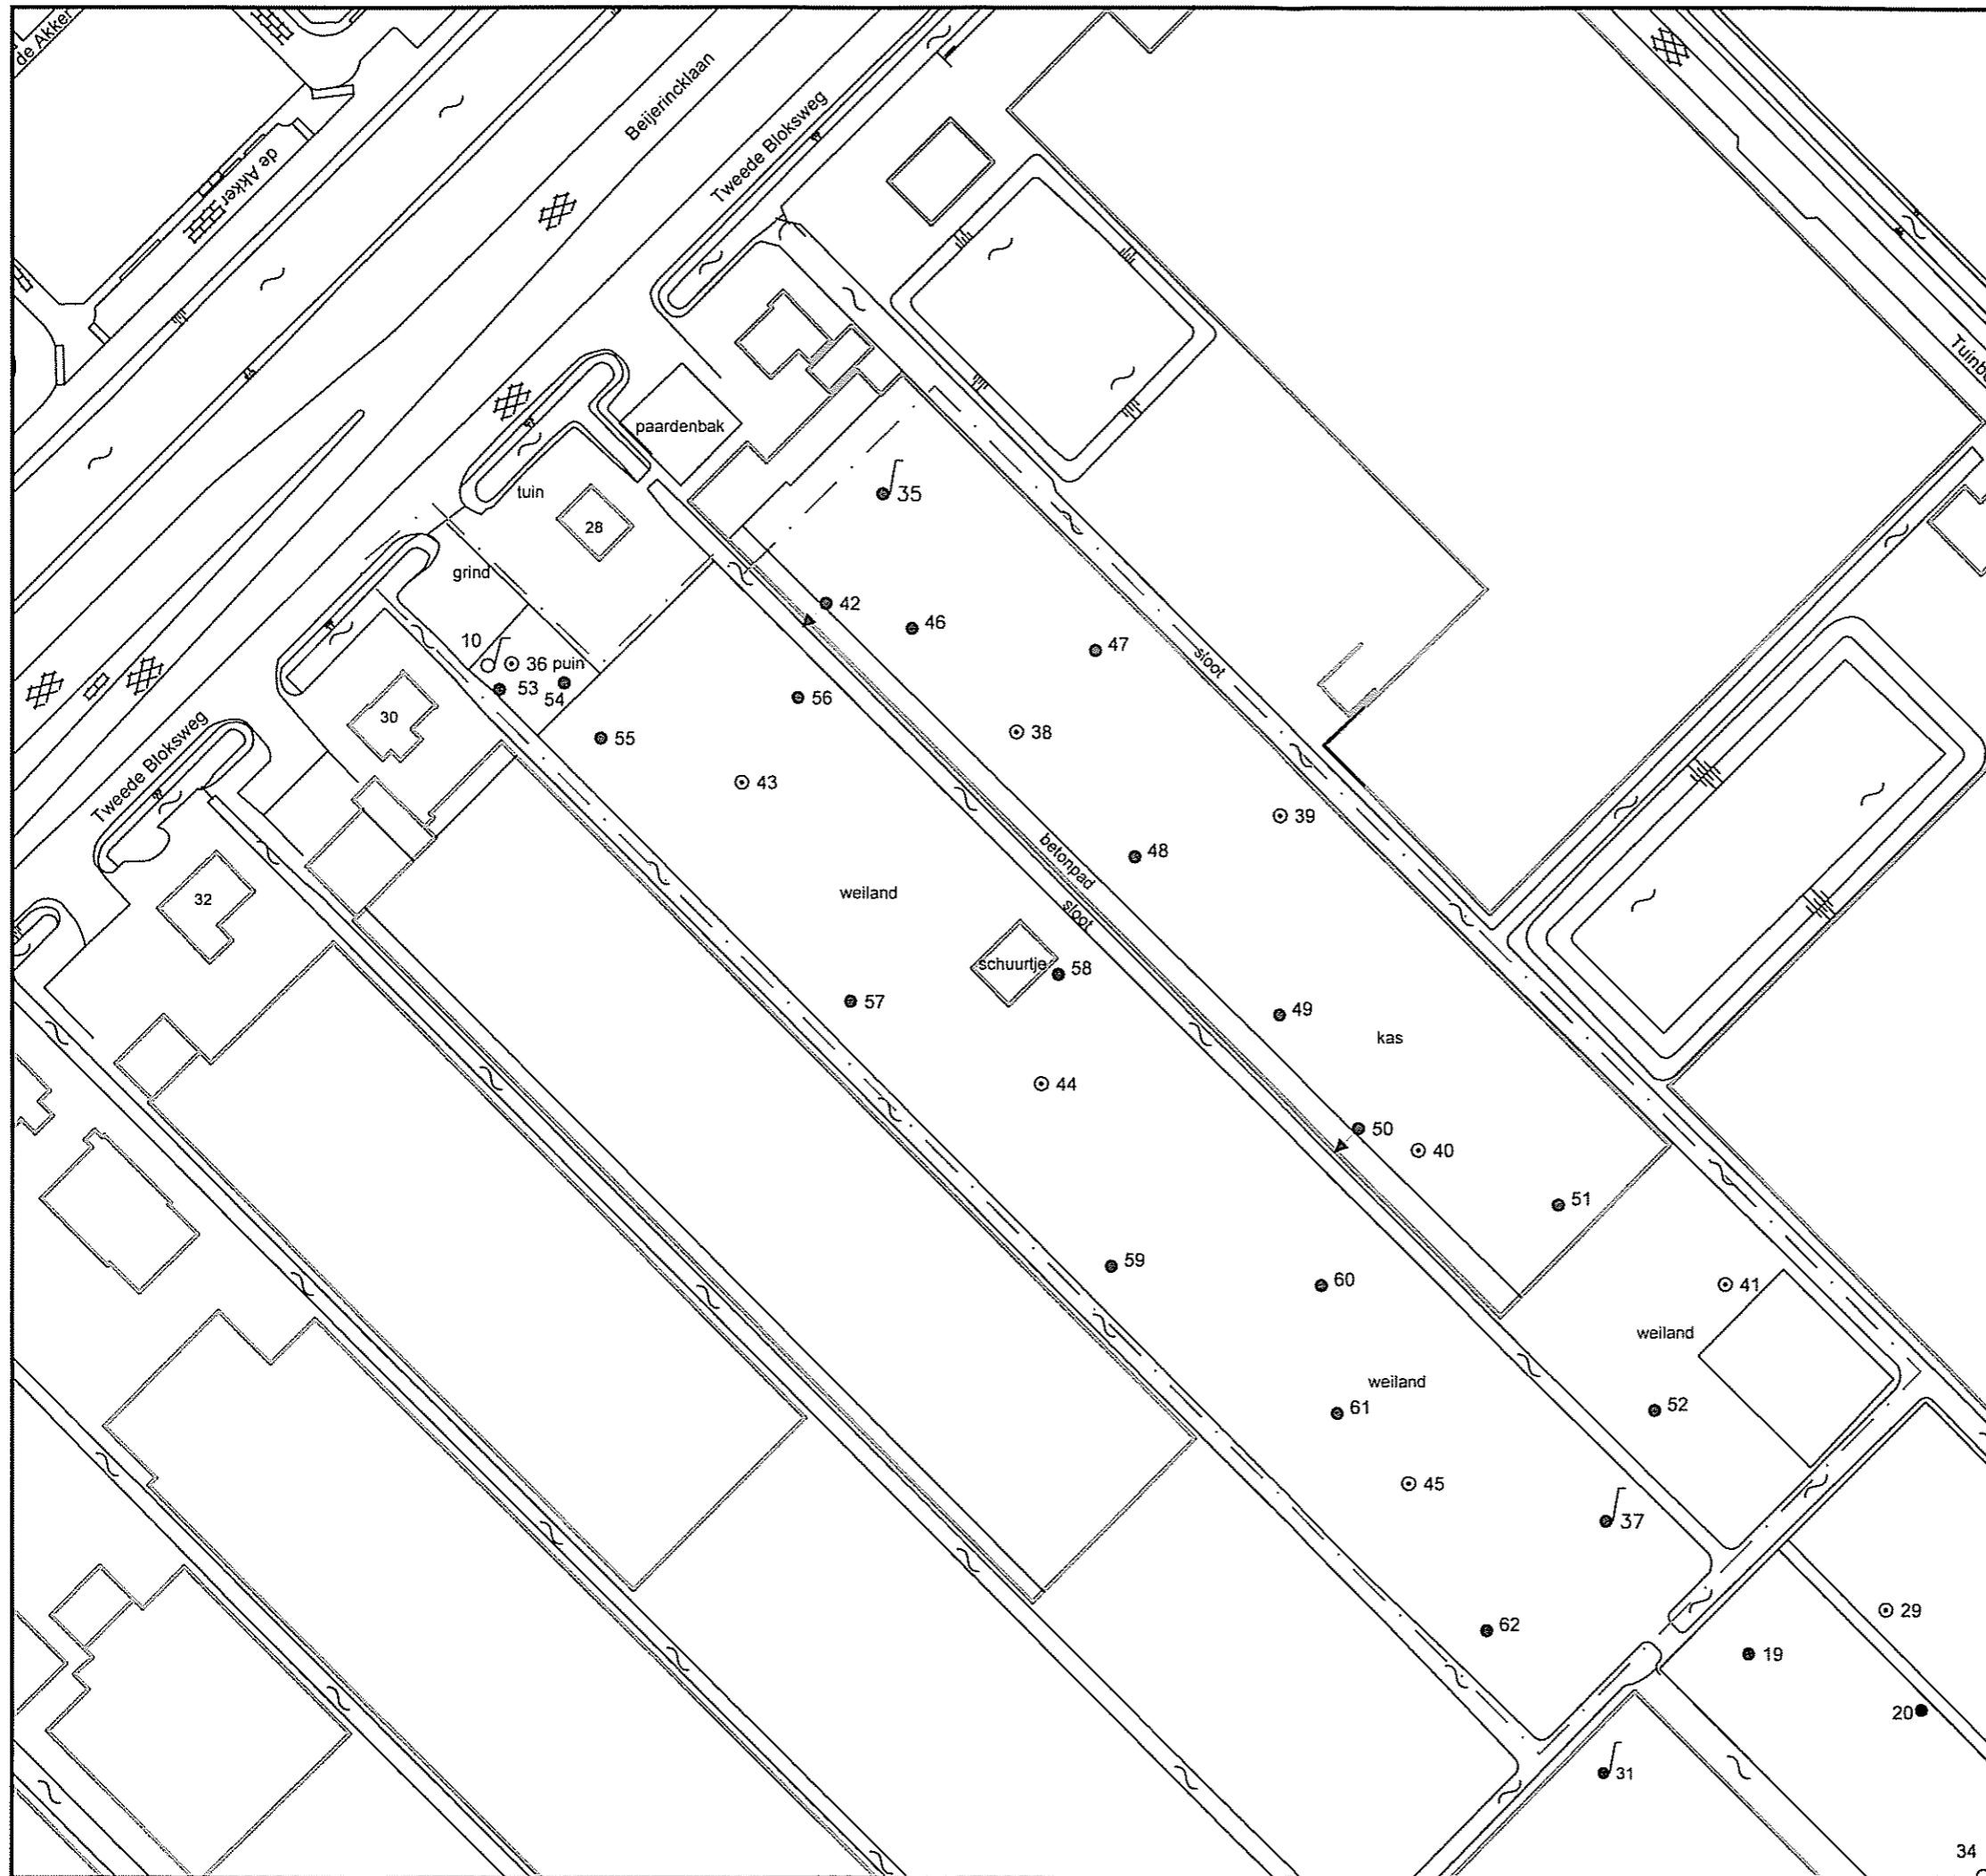 de Akker
Beijerincklaan
Tweede Bloksweg
de Akker
Tuinb
paardenbak
tuin
35
28
grind
42
46
10
36 puin
47
sloot
53
54
56
30
55
38
Tweede Bloksweg
43
39
betonpad
48
weiland
32
sloot
schuurtje
58
57
49
kas
44
50
40
51
59
60
41
weiland
weiland
61
52
45
37
29
62
19
20
31
34